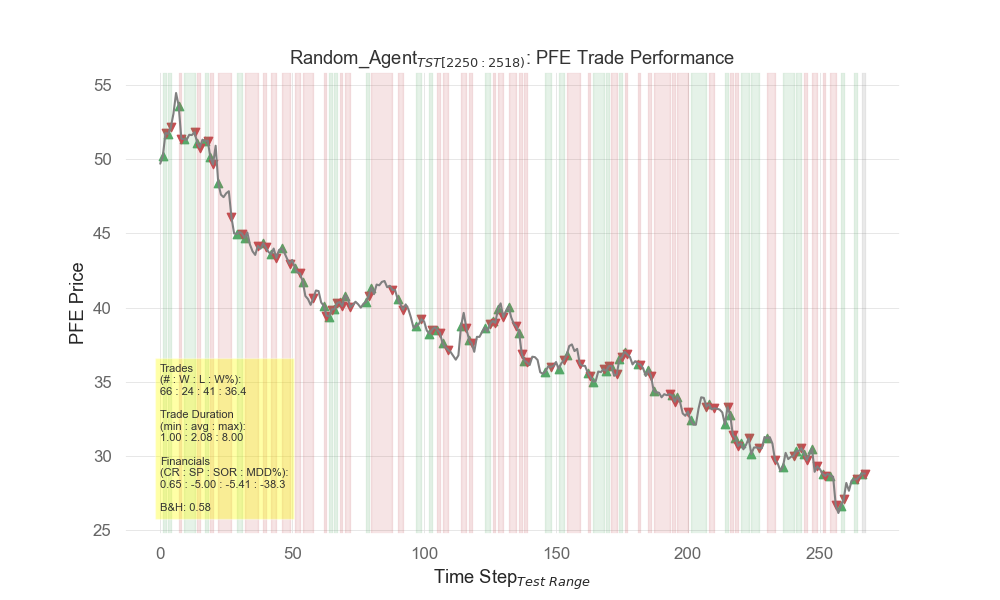 Random_Agent TST[2250 : 2518) : PFE Trade Performance
PFE Price
55
50
45
40
35
30
25
Trades
(# : W : L : W%):
66 : 24 : 41 : 36.4
Trade Duration
(min : avg : max):
1.00 : 2.08 : 8.00
Financials
(CR : SP : SOR : MDD%):
0.65 : -5.00 : -5.41 : -38.3
B&H: 0.58
0 50 100 150 200 250
Time Step Test Range